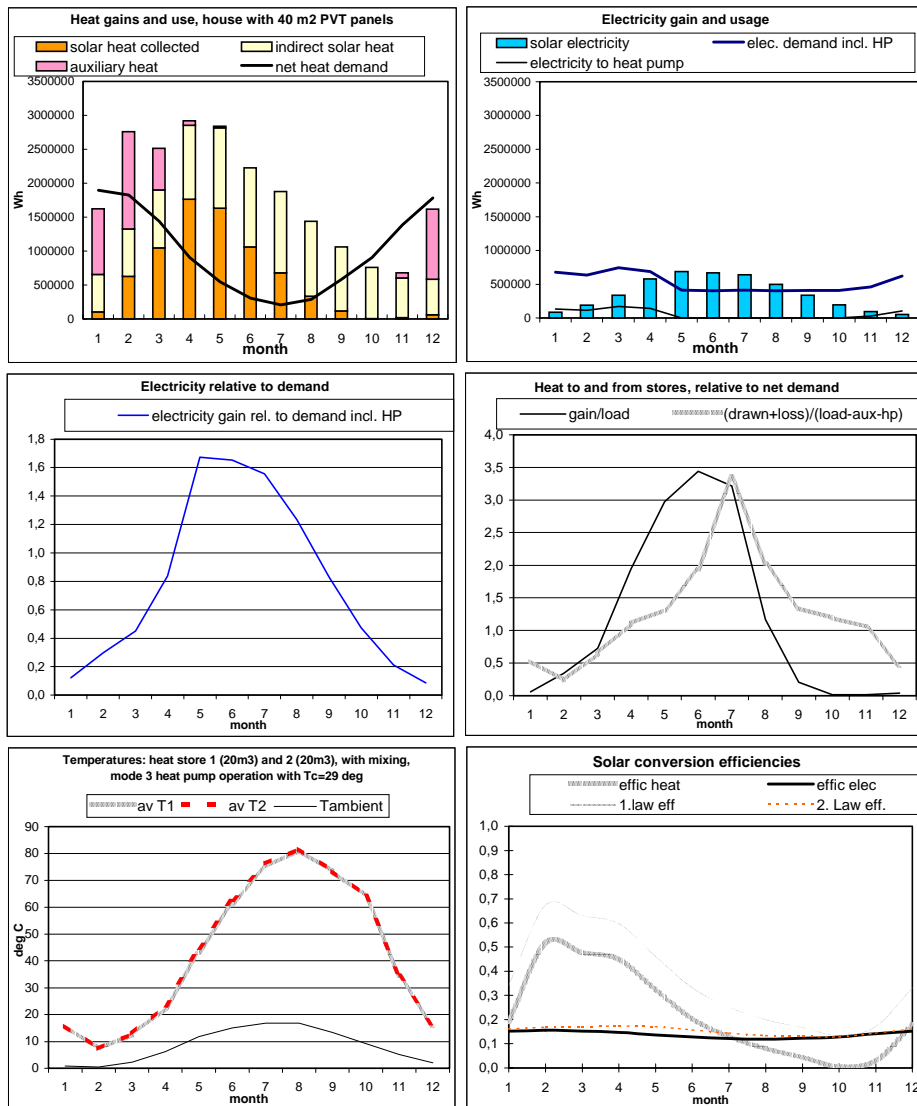 Heat gains and use, house with 40 m2 PVT panels
solar heat collected
indirect solar heat
auxiliary heat
net heat demand
3500000
3000000
2500000
2000000
1500000
1000000
500000
0
Wh
1 2 3 4 5 6 7 8 9 10 11 12
month
Electricity gain and usage
solar electricity
elec. demand incl. HP
electricity to heat pump
3500000
3000000
2500000
2000000
1500000
1000000
500000
0
Wh
1 2 3 4 5 6 7 8 9 10 11 12
month
Electricity relative to demand
electricity gain rel. to demand incl. HP
1,8
1,6
1,4
1,2
1,0
0,8
0,6
0,4
0,2
0,0
1 2 3 4 5 6 7 8 9 10 11 12
month
Heat to and from stores, relative to net demand
gain/load
(drawn+loss)/(load-aux-hp)
4,0
3,5
3,0
2,5
2,0
1,5
1,0
0,5
0,0
1 2 3 4 5 6 7 8 9 10 11 12
month
Temperatures: heat store 1 (20m3) and 2 (20m3), with mixing,
mode 3 heat pump operation with Tc=29 deg
av T1
av T2
Tambient
90
80
70
60
50
40
30
20
10
0
deg C
1 2 3 4 5 6 7 8 9 10 11 12
month
Solar conversion efficiencies
effic heat
effic elec
1.law eff
2. Law eff.
1,0
0,9
0,8
0,7
0,6
0,5
0,4
0,3
0,2
0,1
0,0
1 2 3 4 5 6 7 8 9 10 11 12
month